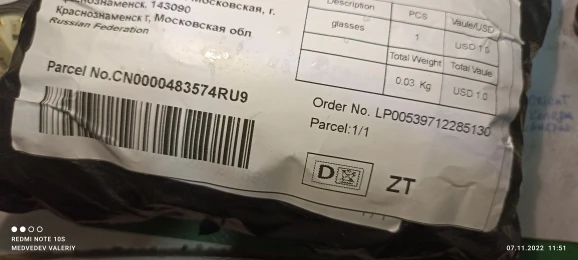 Московская, г.
Краснознаменск, 143090
Краснознаменск г, Московская обл
Russian Federation
Description PCS Vaule/USD
glasses 1 USD 1.0
Total Weight Total Vaule
0.03 Kg USD 1.0
Parcel No.CN0000483574RU9
Order No. LP00539712285130
Parcel:1/1
D ZT
REDMI NOTE 10S
MEDVEDEV VALERIY
07.11.2022 11:51